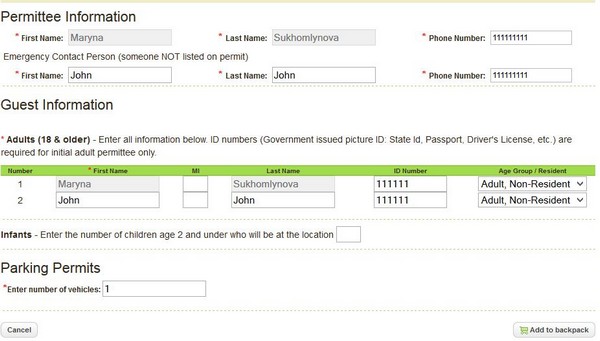 Permittee Information
* First Name: Maryna * Last Name: Sukhomlynova * Phone Number: 111111111
Emergency Contact Person (someone NOT listed on permit)
* First Name: John * Last Name: John * Phone Number: 111111111
Guest Information
* Adults (18 & older) - Enter all information below. ID numbers (Government issued picture ID: State Id, Passport, Driver's License, etc.) are
required for initial adult permittee only.
Number * First Name MI Last Name ID Number Age Group / Resident
1 Maryna Sukhomlynova 111111 Adult, Non-Resident
2 John John 111111 Adult, Non-Resident
Infants - Enter the number of children age 2 and under who will be at the location
Parking Permits
*Enter number of vehicles: 1
Cancel Add to backpack